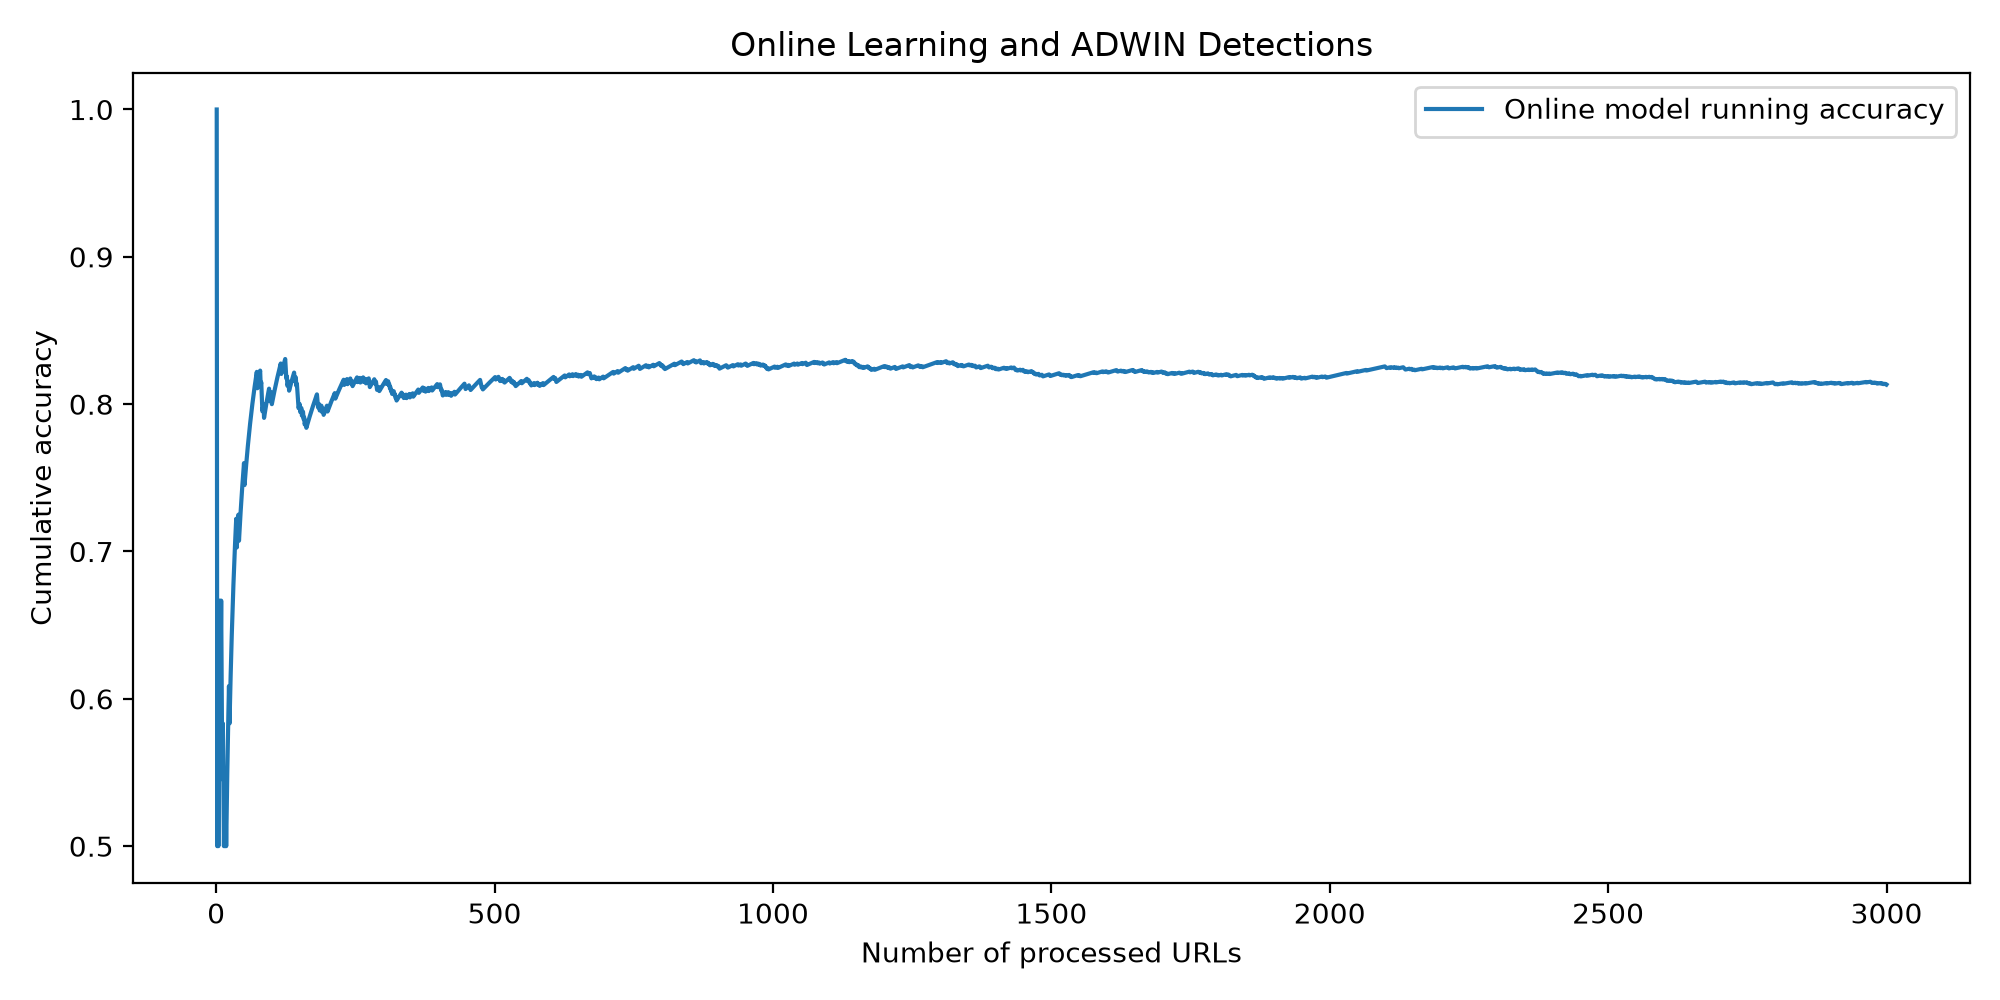 Online Learning and ADWIN Detections
Online model running accuracy
1.0
0.9
0.8
0.7
0.6
0.5
Cumulative accuracy
0 500 1000 1500 2000 2500 3000
Number of processed URLs